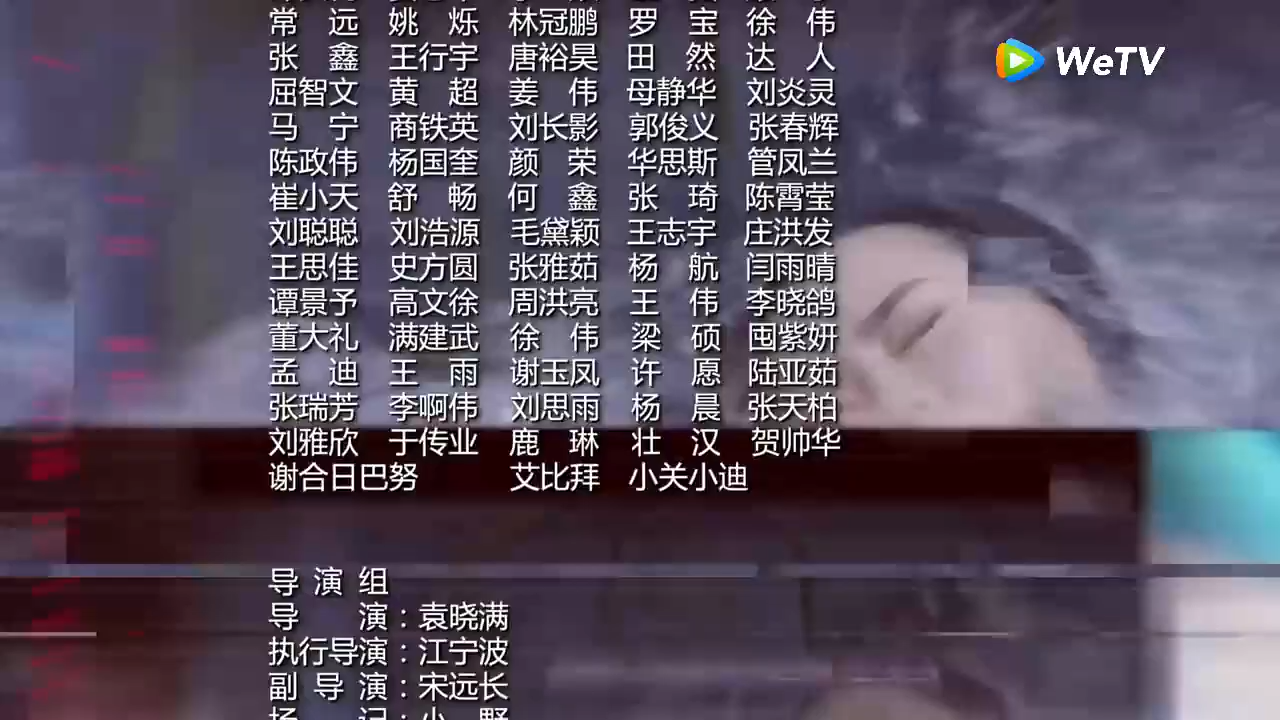 WeTV
常 远 姚 烁 林冠鹏 罗 宝 徐 伟
张 鑫 王行宇 唐裕昊 田 然 达 人
屈智文 黄 超 姜 伟 母静华 刘炎灵
马 宁 商铁英 刘长影 郭俊义 张春辉
陈政伟 杨国奎 颜 荣 华思斯 管凤兰
崔小天 舒 畅 何 鑫 张 琦 陈霄莹
刘聪聪 刘浩源 毛黛颖 王志宇 庄洪发
王思佳 史方圆 张雅茹 杨 航 闫雨晴
谭景予 高文徐 周洪亮 王 伟 李晓鸽
董大礼 满建武 徐 伟 梁 硕 囤紫妍
孟 迪 王 雨 谢玉凤 许 愿 陆亚茹
张瑞芳 李啊伟 刘思雨 杨 晨 张天柏
刘雅欣 于传业 鹿 琳 壮 汉 贺帅华
谢合日巴努 艾比拜 小关小迪
导 演 组
导 演：袁晓满
执行导演：江宁波
副 导 演：宋远长